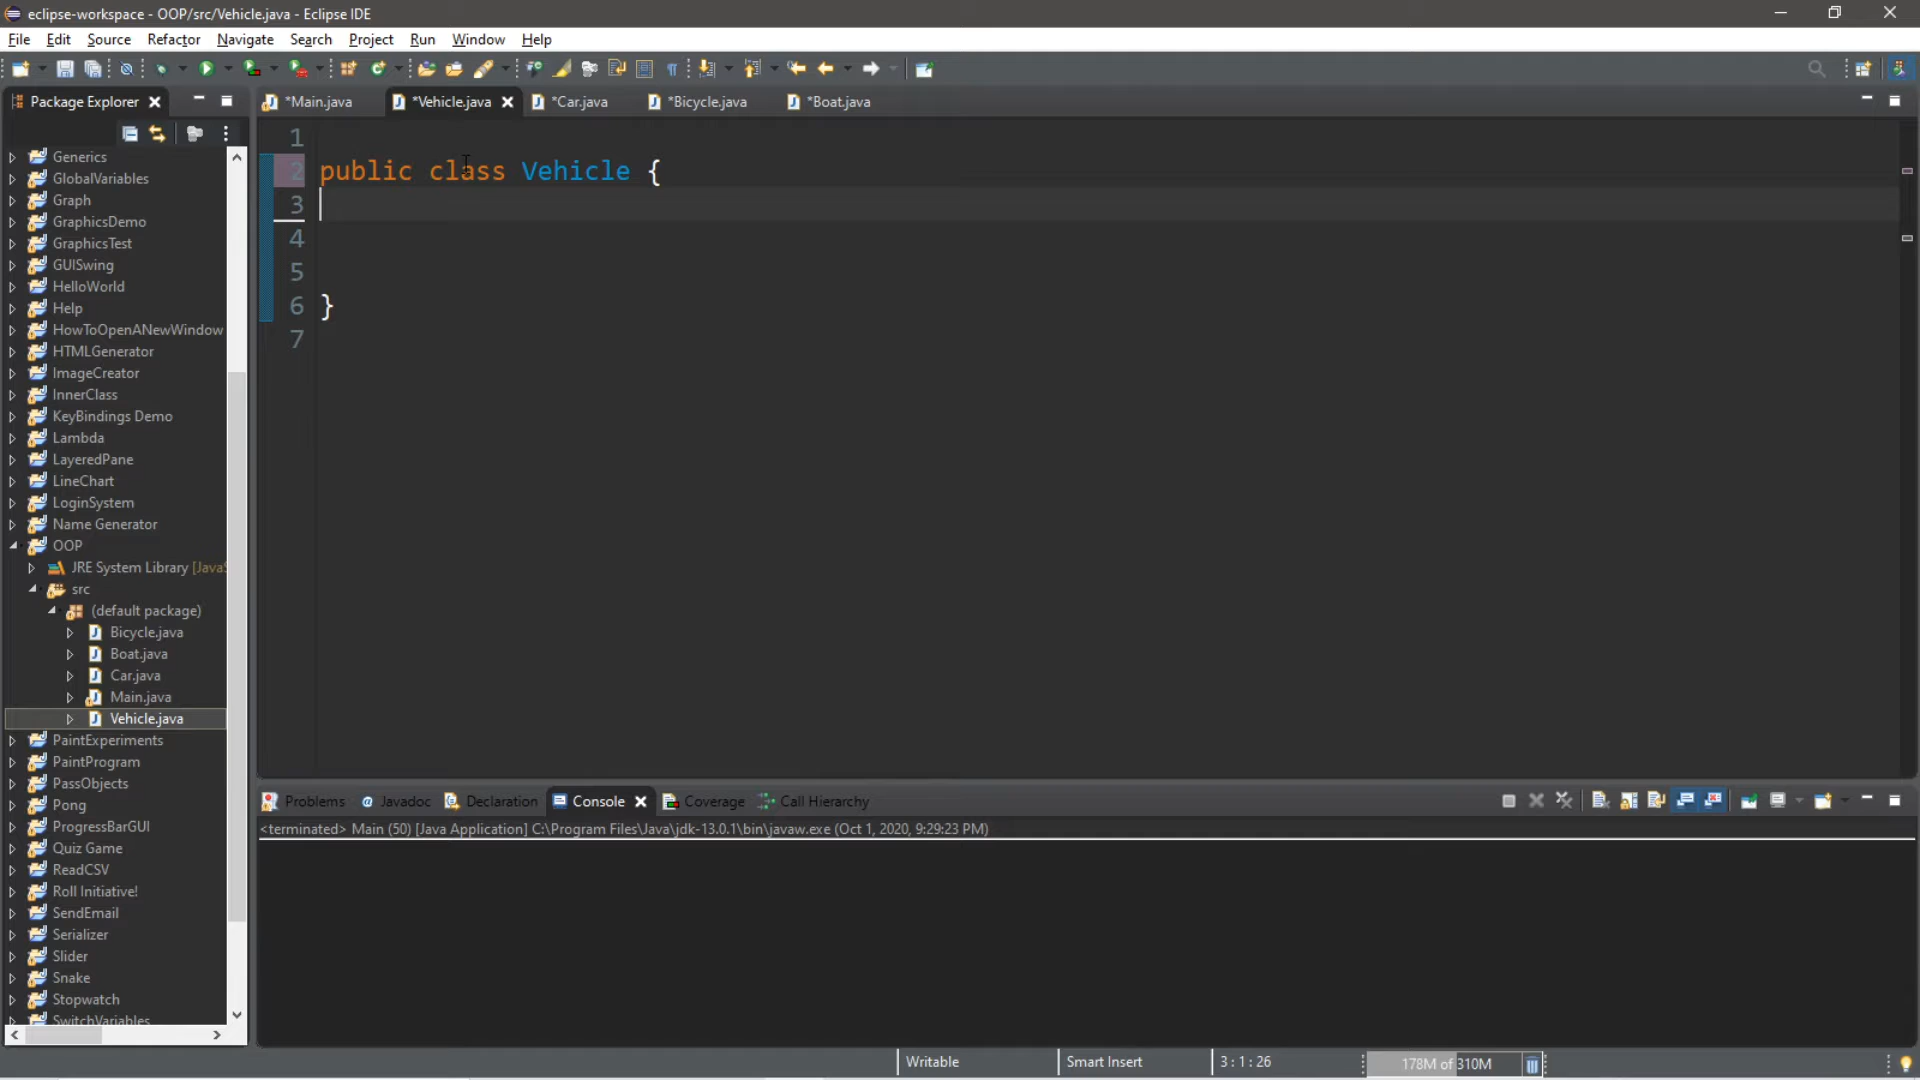 eclipse-workspace - OOP/src/Vehicle.java - Eclipse IDE
File Edit Source Refactor Navigate Search Project Run Window Help
Package Explorer
*Main.java *Vehicle.java *Car.java *Bicycle.java *Boat.java
Generics
GlobalVariables
Graph
GraphicsDemo
GraphicsTest
GUISwing
HelloWorld
Help
HowToOpenANewWindow
HTMLGenerator
ImageCreator
InnerClass
KeyBindings Demo
Lambda
LayeredPane
LineChart
LoginSystem
Name Generator
OOP
JRE System Library [JavaS
src
(default package)
Bicycle.java
Boat.java
Car.java
Main.java
Vehicle.java
PaintExperiments
PaintProgram
PassObjects
Pong
ProgressBarGUI
Quiz Game
ReadCSV
Roll Initiative!
SendEmail
Serializer
Slider
Snake
Stopwatch
SwitchVariables
1
2 public class Vehicle {
3
4
5
6 }
7
Problems Javadoc Declaration Console Coverage Call Hierarchy
<terminated> Main (50) [Java Application] C:\Program Files\Java\jdk-13.0.1\bin\javaw.exe (Oct 1, 2020, 9:29:23 PM)
Writable Smart Insert 3 : 1 : 26 178M of 310M